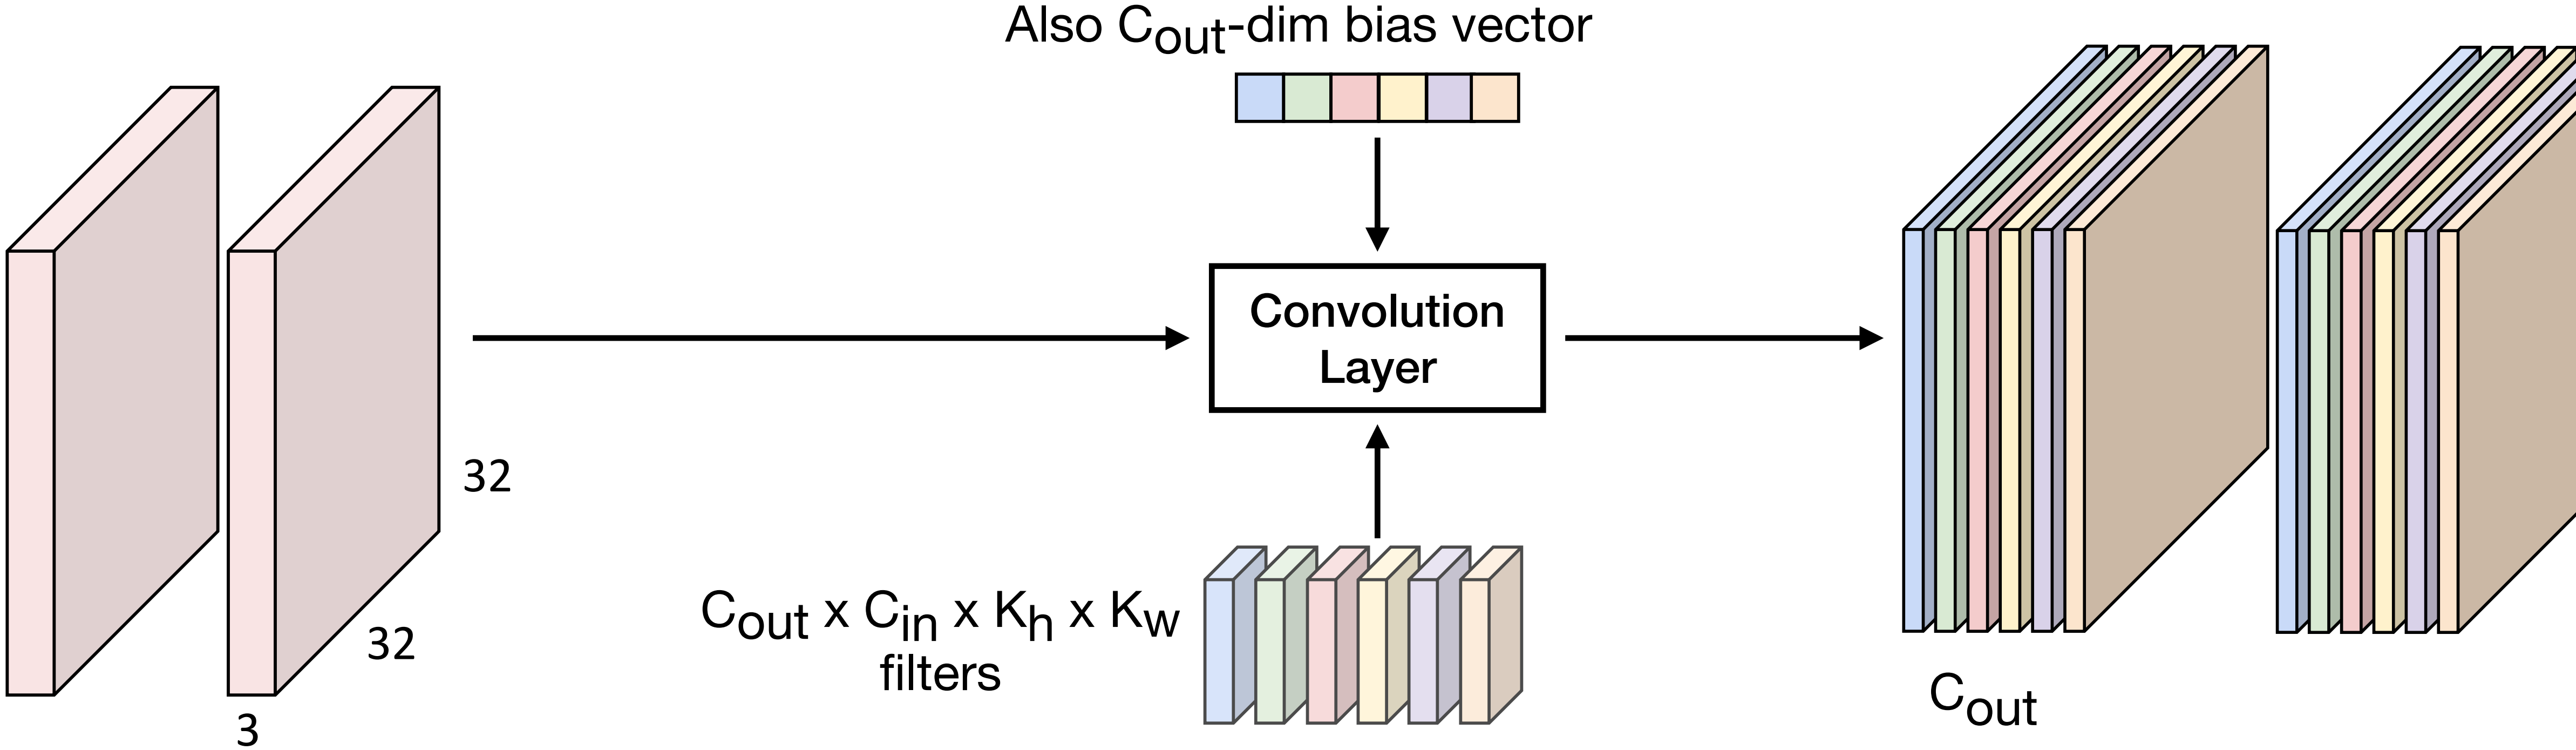 Also Cout-dim bias vector
Convolution
Layer
32
32
3
Cout x Cin x Kh x Kw
filters
Cout